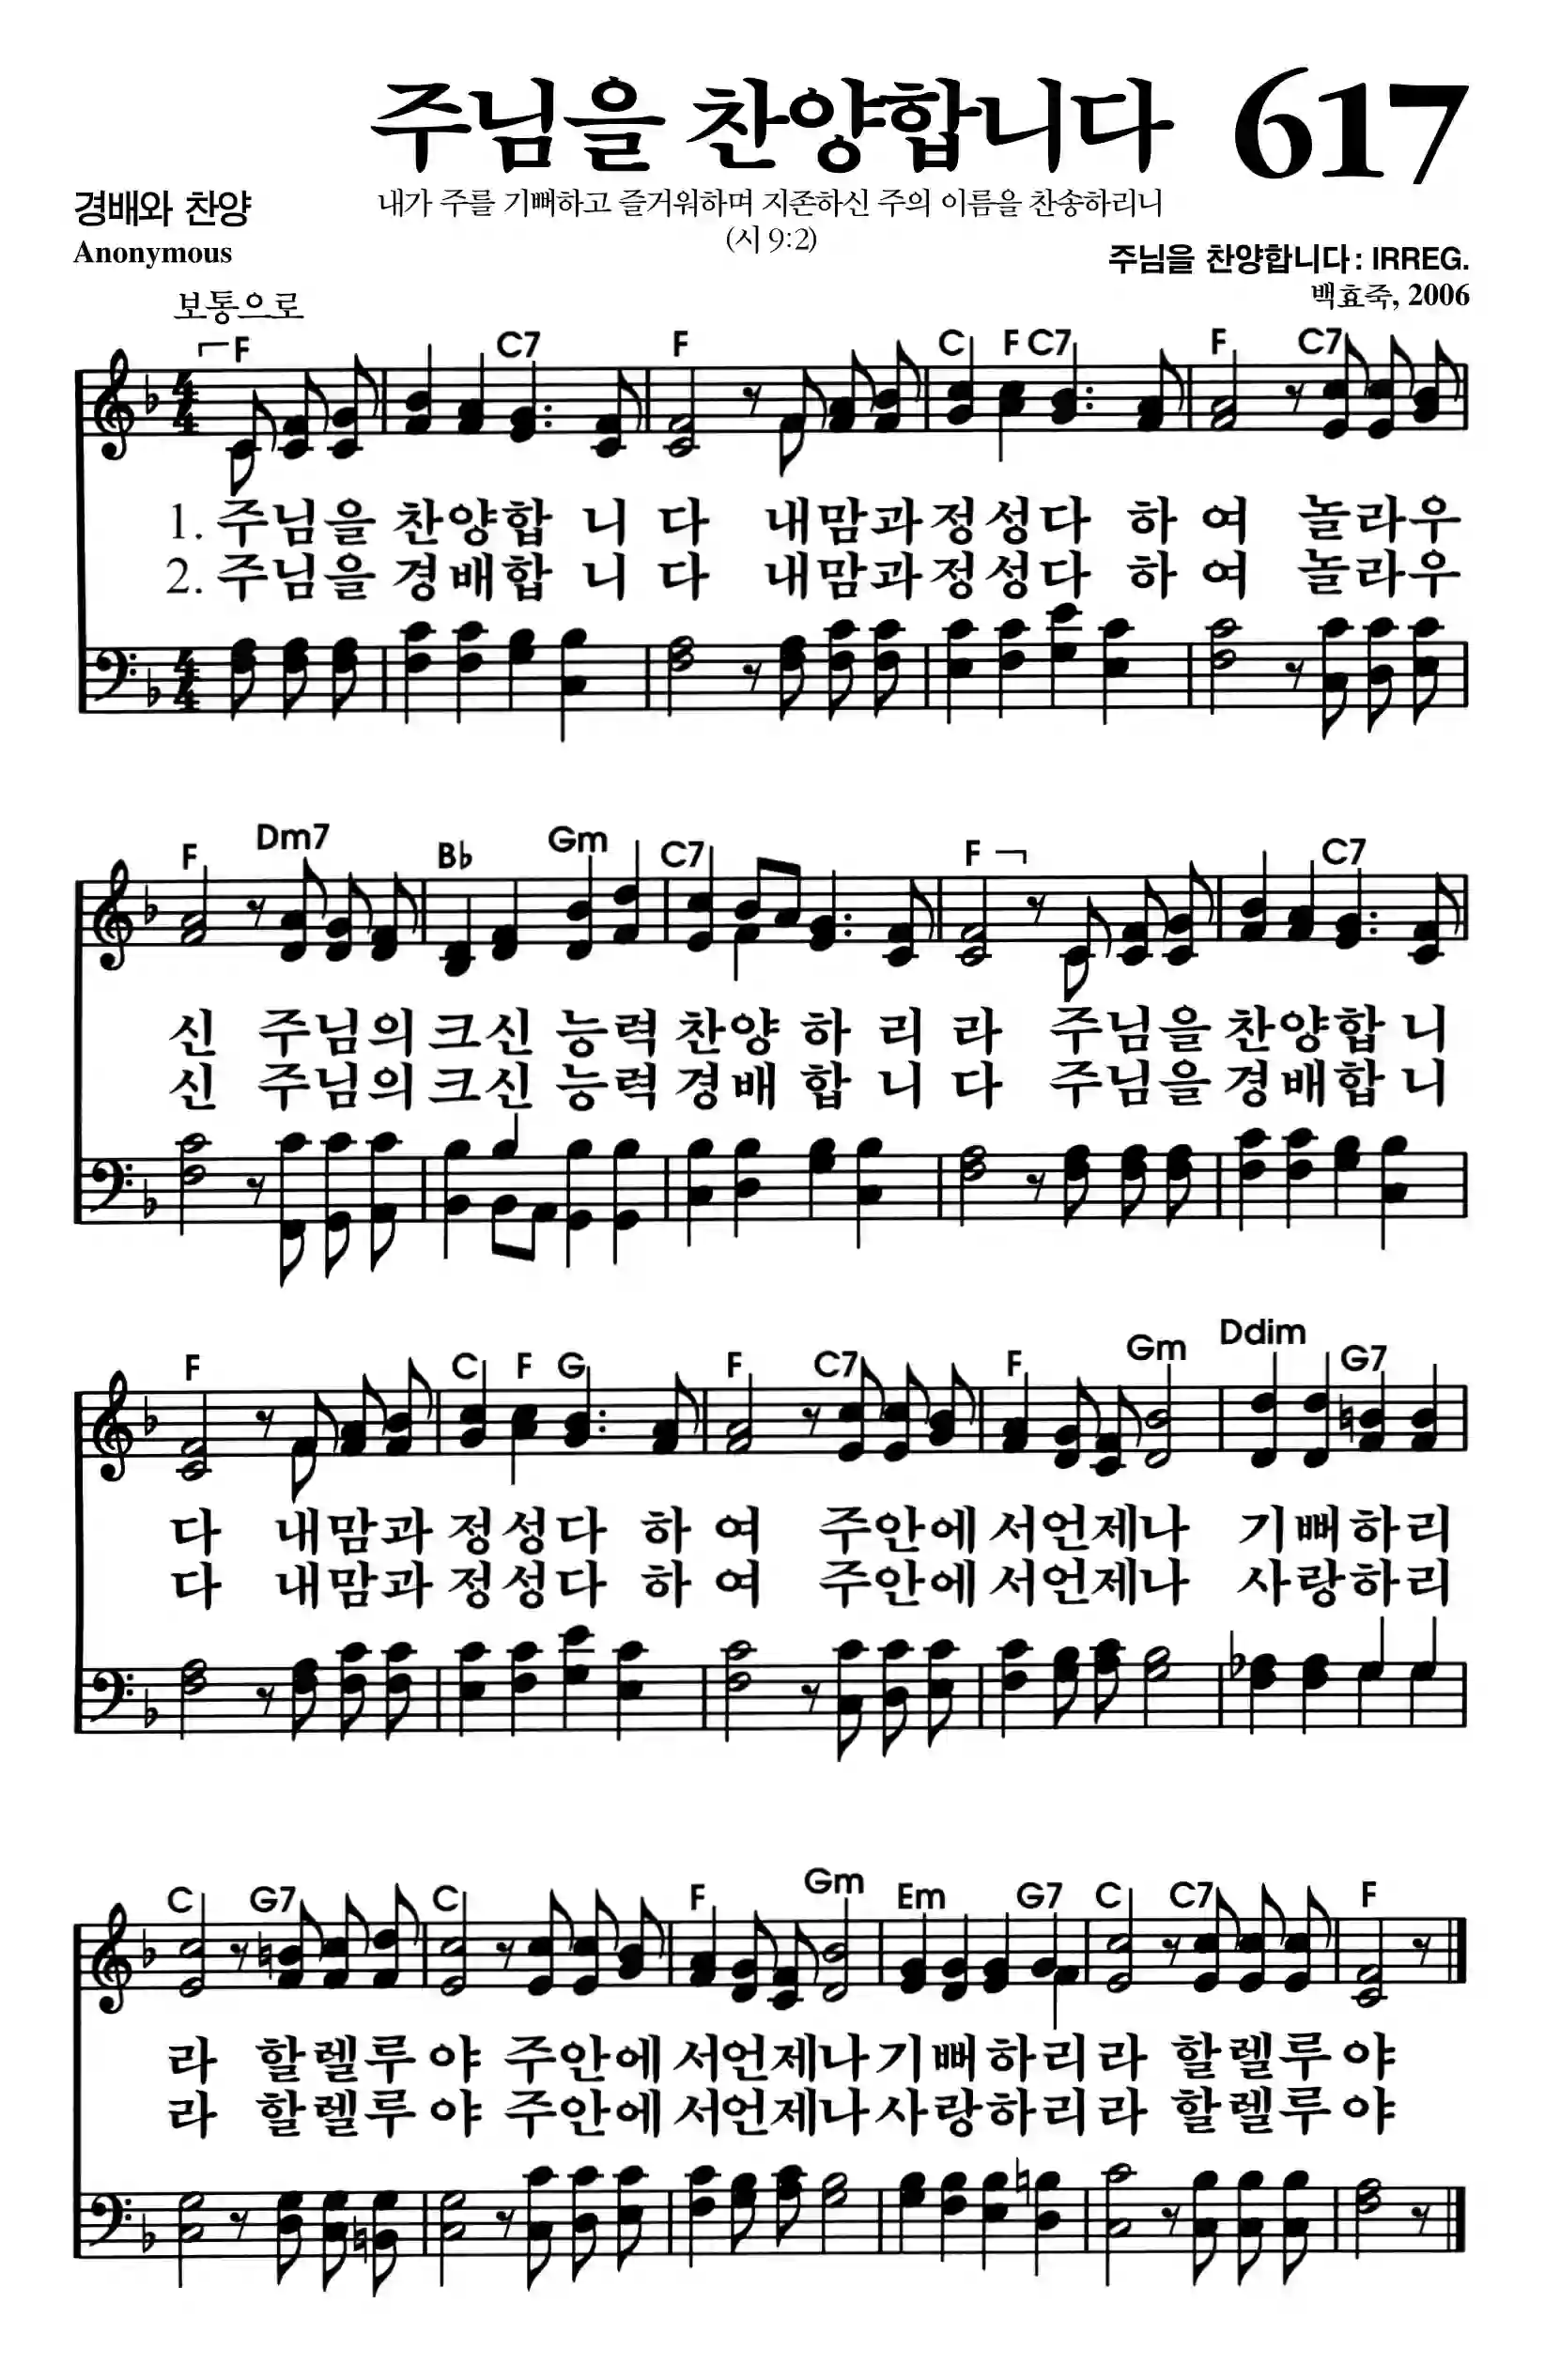 주님을 찬양합니다 617
경배와 찬양
Anonymous
내가 주를 기뻐하고 즐거워하며 지존하신 주의 이름을 찬송하리니
(시 9:2)
주님을 찬양합니다: IRREG.
백효죽, 2006
보통으로
F C7 F C F C7 F C7
1. 주님을 찬양합 니 다 내맘과정성다 하 여 놀라우
2. 주님을 경배합 니 다 내맘과정성다 하 여 놀라우
F Dm7 B♭ Gm C7 F C7
신 주님의크신 능력 찬양 하 리 라 주님을 찬양합 니
신 주님의크신 능력 경배 합 니 다 주님을 경배합 니
F C F G F C7 F Gm Ddim G7
다 내맘과 정성다 하 여 주안에서언제나 기뻐하리
다 내맘과 정성다 하 여 주안에서언제나 사랑하리
C G7 C F Gm Em G7 C C7 F
라 할렐루야 주안에서언제나기뻐하리라 할렐루야
라 할렐루야 주안에서언제나사랑하리라 할렐루야